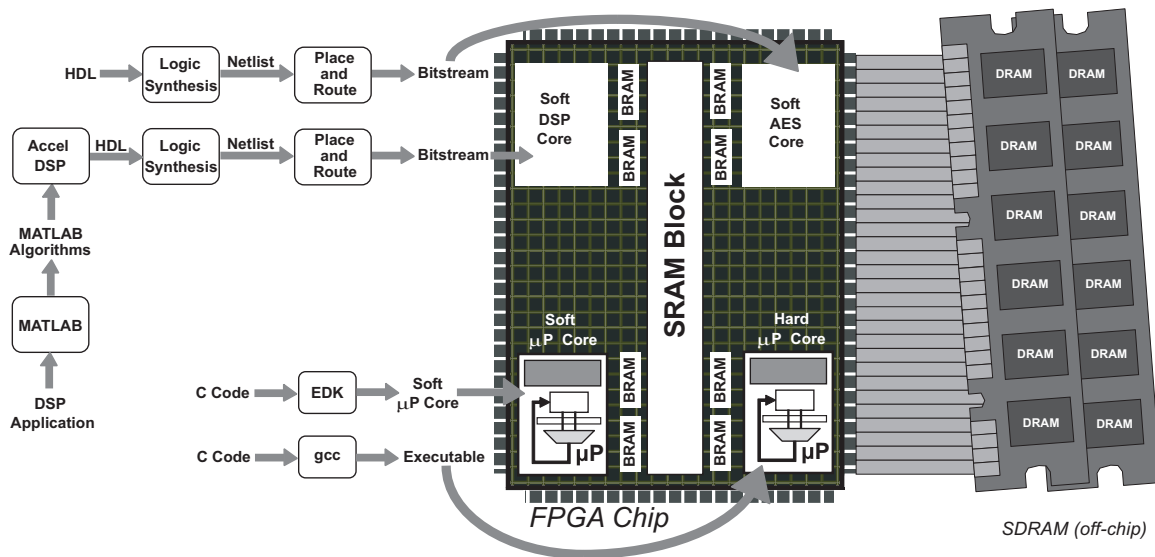 HDL
Logic
Synthesis
Netlist
Place
and
Route
Bitstream
Accel
DSP
HDL
Logic
Synthesis
Netlist
Place
and
Route
Bitstream
MATLAB
Algorithms
MATLAB
DSP
Application
C Code
EDK
Soft
µP Core
C Code
gcc
Executable
Soft
DSP
Core
BRAM
BRAM
SRAM Block
BRAM
BRAM
Soft
AES
Core
Soft
µP Core
µP
BRAM
BRAM
BRAM
BRAM
Hard
µP Core
µP
FPGA Chip
DRAM
DRAM
DRAM
DRAM
DRAM
DRAM
DRAM
DRAM
DRAM
DRAM
DRAM
DRAM
SDRAM (off-chip)